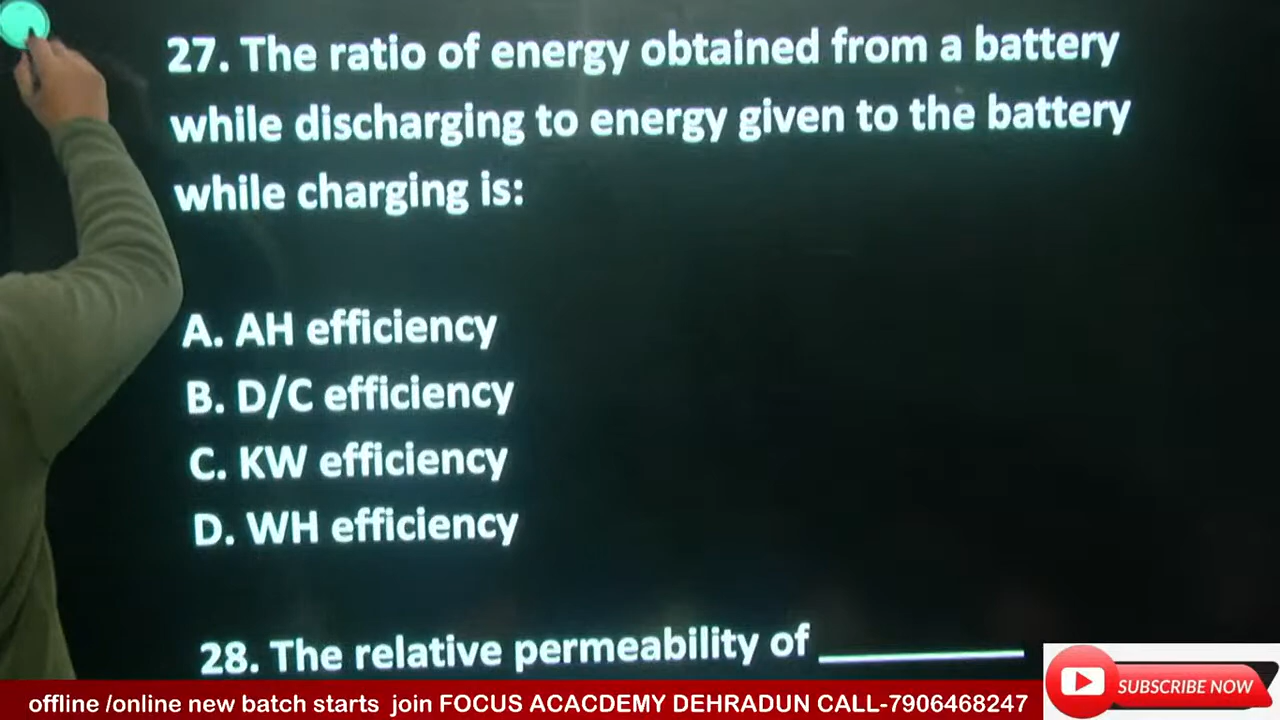 27. The ratio of energy obtained from a battery
while discharging to energy given to the battery
while charging is:
A. AH efficiency
B. D/C efficiency
C. KW efficiency
D. WH efficiency
28. The relative permeability of ________
offline /online new batch starts join FOCUS ACACDEMY DEHRADUN CALL-7906468247
SUBSCRIBE NOW